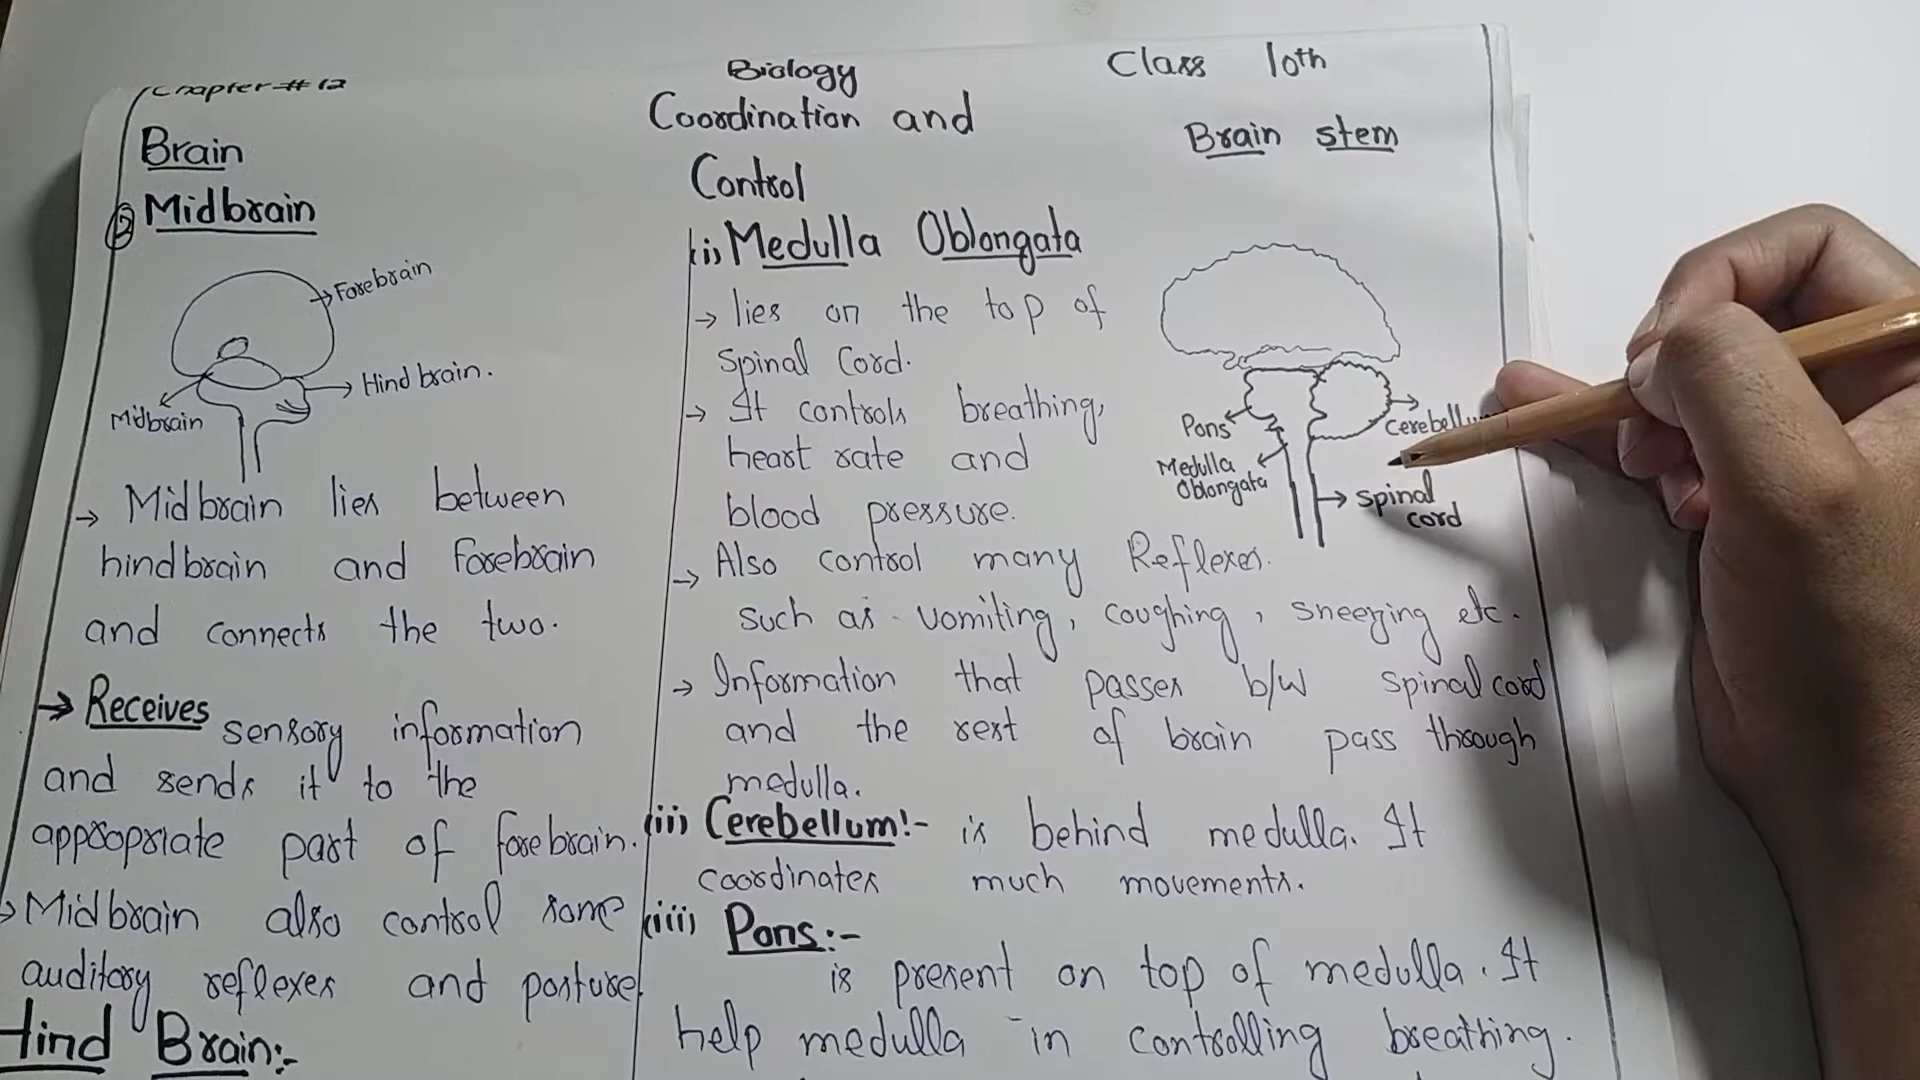 Chapter # 12
Biology
Class 10th
Coordination and
Control
Brain
② Midbrain
Forebrain
Hind brain.
Midbrain
→ Midbrain lies between
hindbrain and forebrain
and connects the two.
→ Receives sensory information
and sends it to the
appropriate part of forebrain.
→ Midbrain also control some
auditory reflexes and posture.
Hind Brain:-
(i) Medulla Oblongata
→ lies on the top of
spinal Cord.
→ It controls breathing,
heart rate and
blood pressure.
→ Also control many Reflexes.
such as - vomiting, coughing, sneezing etc.
→ Information that passes b/w spinal cord
and the rest of brain pass through
medulla.
(ii) Cerebellum:- is behind medulla. It
coordinates much movements.
(iii) Pons:-
is present on top of medulla. It
help medulla in controlling breathing.
Brain stem
Pons
Cerebellu
Medulla
Oblongata
spinal
cord